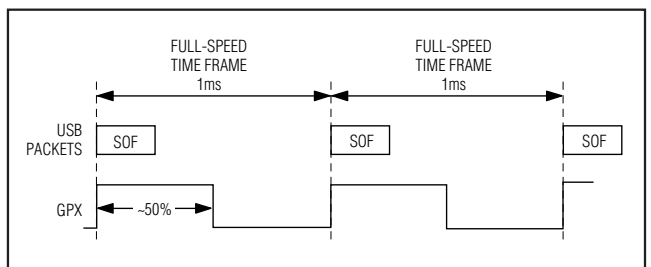 FULL-SPEED
TIME FRAME
1ms
FULL-SPEED
TIME FRAME
1ms
USB
PACKETS
SOF
SOF
SOF
GPX
~50%